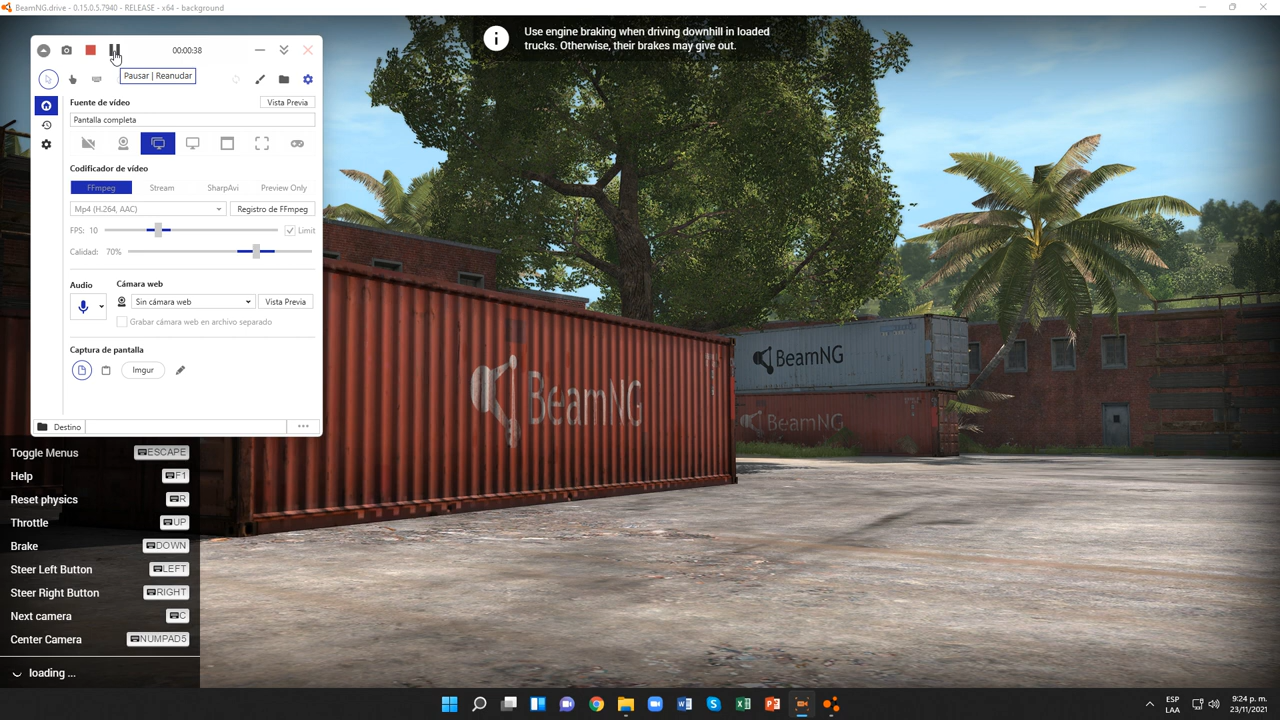 BeamNG.drive - 0.15.0.5.7940 - RELEASE - x64 - background
Use engine braking when driving downhill in loaded
trucks. Otherwise, their brakes may give out.
00:00:38
Pausar | Reanudar
Fuente de vídeo
Vista Previa
Pantalla completa
Codificador de vídeo
FFmpeg
Stream
SharpAvi
Preview Only
Mp4 (H.264, AAC)
Registro de FFmpeg
FPS: 10
Limit
Calidad: 70%
Audio
Cámara web
Sin cámara web
Vista Previa
Grabar cámara web en archivo separado
Captura de pantalla
Imgur
Destino
...
BeamNG
BeamNG
BeamNG
Toggle Menus ESCAPE
Help F1
Reset physics R
Throttle UP
Brake DOWN
Steer Left Button LEFT
Steer Right Button RIGHT
Next camera C
Center Camera NUMPAD5
loading ...
ESP
LAA
9:24 p. m.
23/11/2021